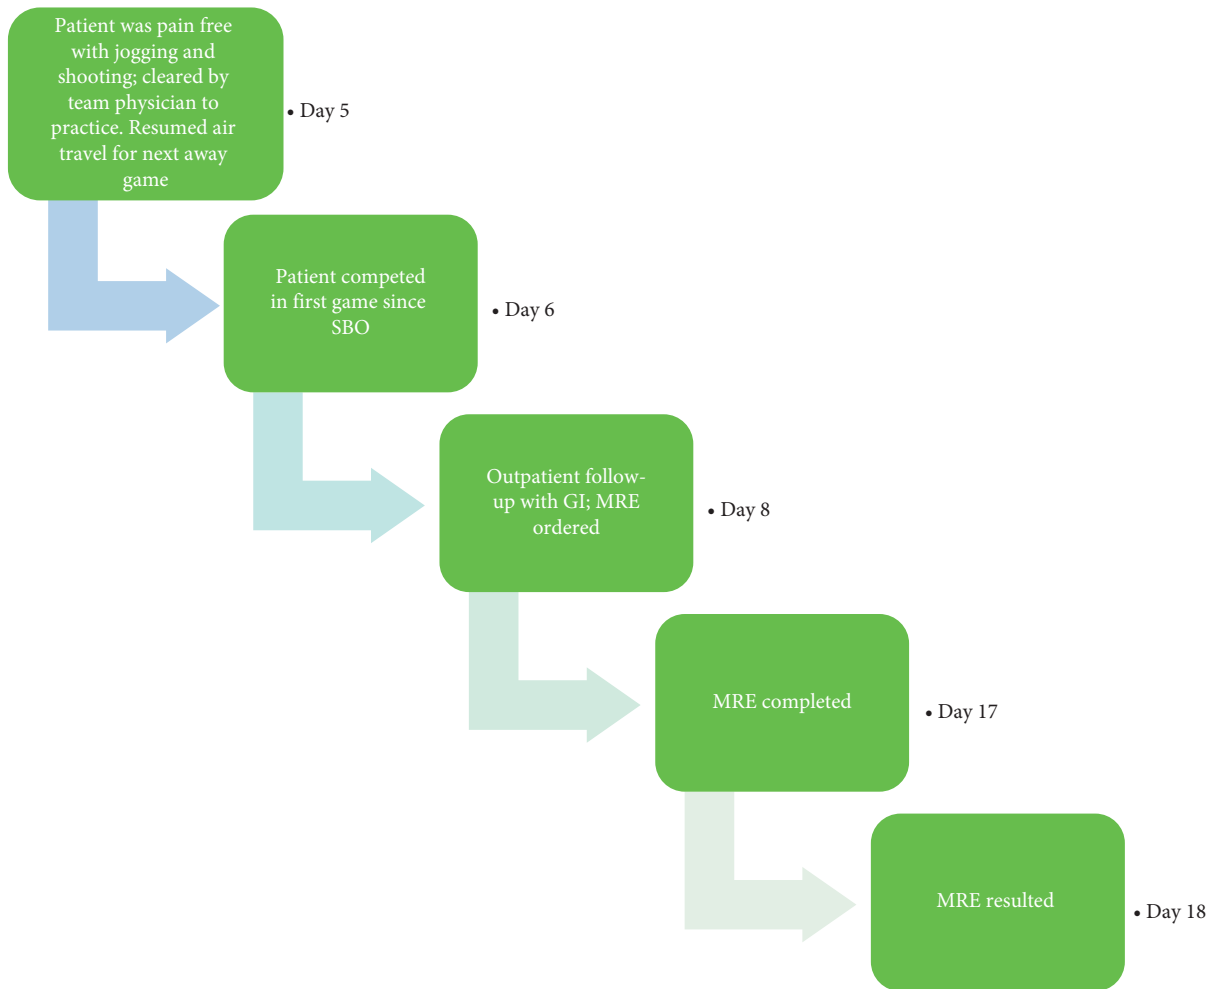 Patient was pain free
with jogging and
shooting; cleared by
team physician to
practice. Resumed air
travel for next away
game
• Day 5
Patient competed
in first game since
SBO
• Day 6
Outpatient follow-
up with GI; MRE
ordered
• Day 8
MRE completed
• Day 17
MRE resulted
• Day 18